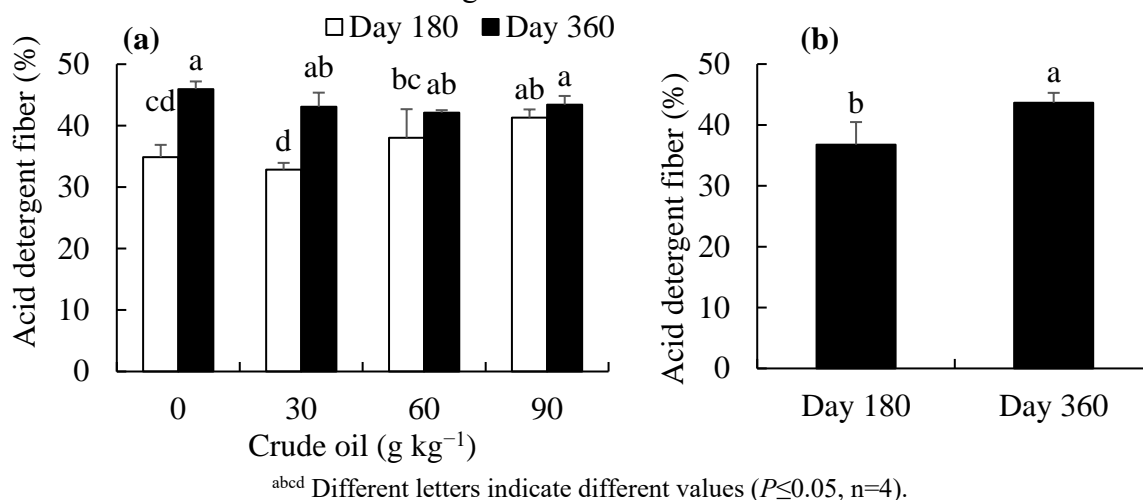 Day 180 Day 360
(a)
Acid detergent fiber (%)
50
40
30
20
10
0
cd
a
d
ab
bc
ab
ab
a
0 30 60 90
Crude oil (g kg⁻¹)
(b)
Acid detergent fiber (%)
50
40
30
20
10
0
b
a
Day 180 Day 360
ᵃᵇᶜᵈ Different letters indicate different values (P≤0.05, n=4).